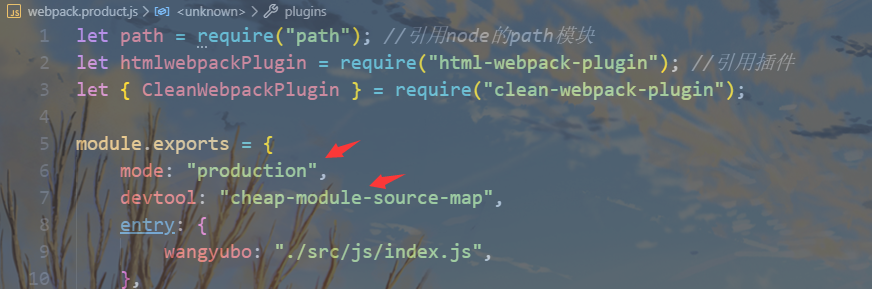 webpack.product.js > <unknown> > plugins
1 let path = require("path"); //引用node的path模块
2 let htmlwebpackPlugin = require("html-webpack-plugin"); //引用插件
3 let { CleanWebpackPlugin } = require("clean-webpack-plugin");
4
5 module.exports = {
6 mode: "production",
7 devtool: "cheap-module-source-map",
8 entry: {
9 wangyubo: "./src/js/index.js",
10 },